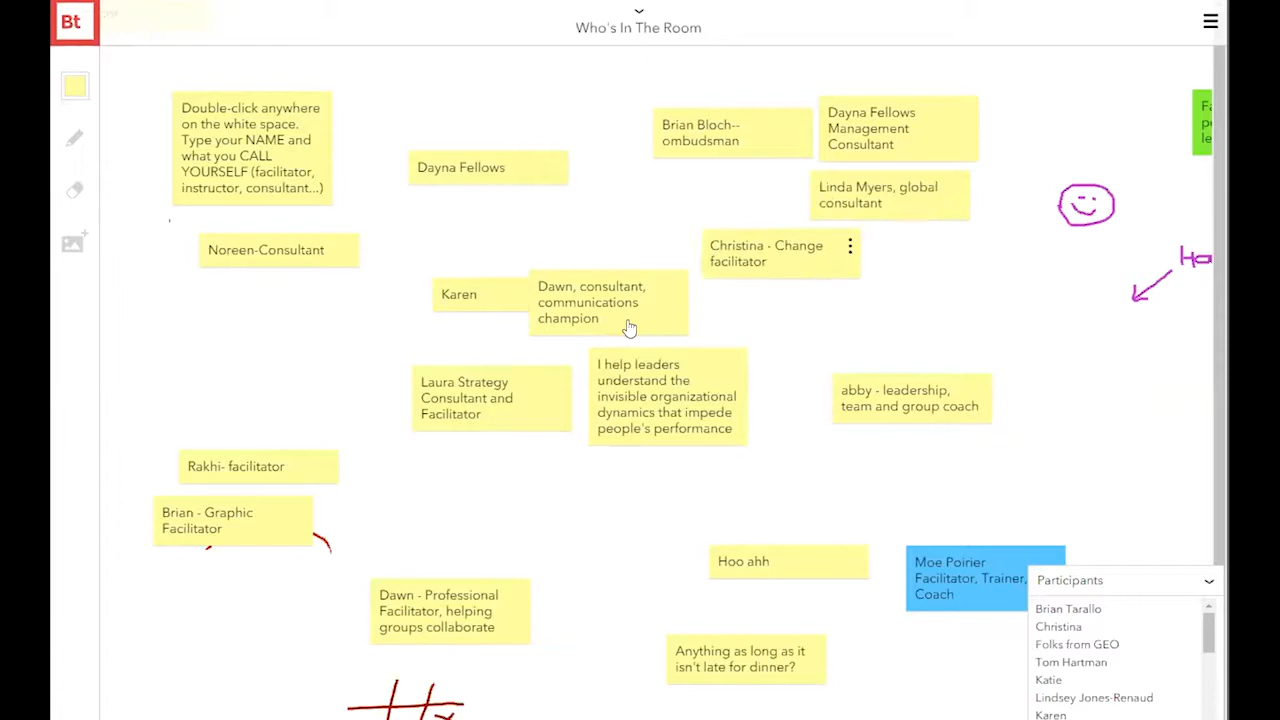 Bt
Who's In The Room
Double-click anywhere
on the white space.
Type your NAME and
what you CALL
YOURSELF (facilitator,
instructor, consultant...)
Dayna Fellows
Brian Bloch--
ombudsman
Dayna Fellows
Management
Consultant
Linda Myers, global
consultant
Noreen-Consultant
Christina - Change
facilitator
Karen
Dawn, consultant,
communications
champion
Laura Strategy
Consultant and
Facilitator
I help leaders
understand the
invisible organizational
dynamics that impede
people's performance
abby - leadership,
team and group coach
Rakhi- facilitator
Brian - Graphic
Facilitator
Hoo ahh
Moe Poirier
Facilitator, Trainer,
Coach
Dawn - Professional
Facilitator, helping
groups collaborate
Anything as long as it
isn't late for dinner?
Participants
Brian Tarallo
Christina
Folks from GEO
Tom Hartman
Katie
Lindsey Jones-Renaud
Karen